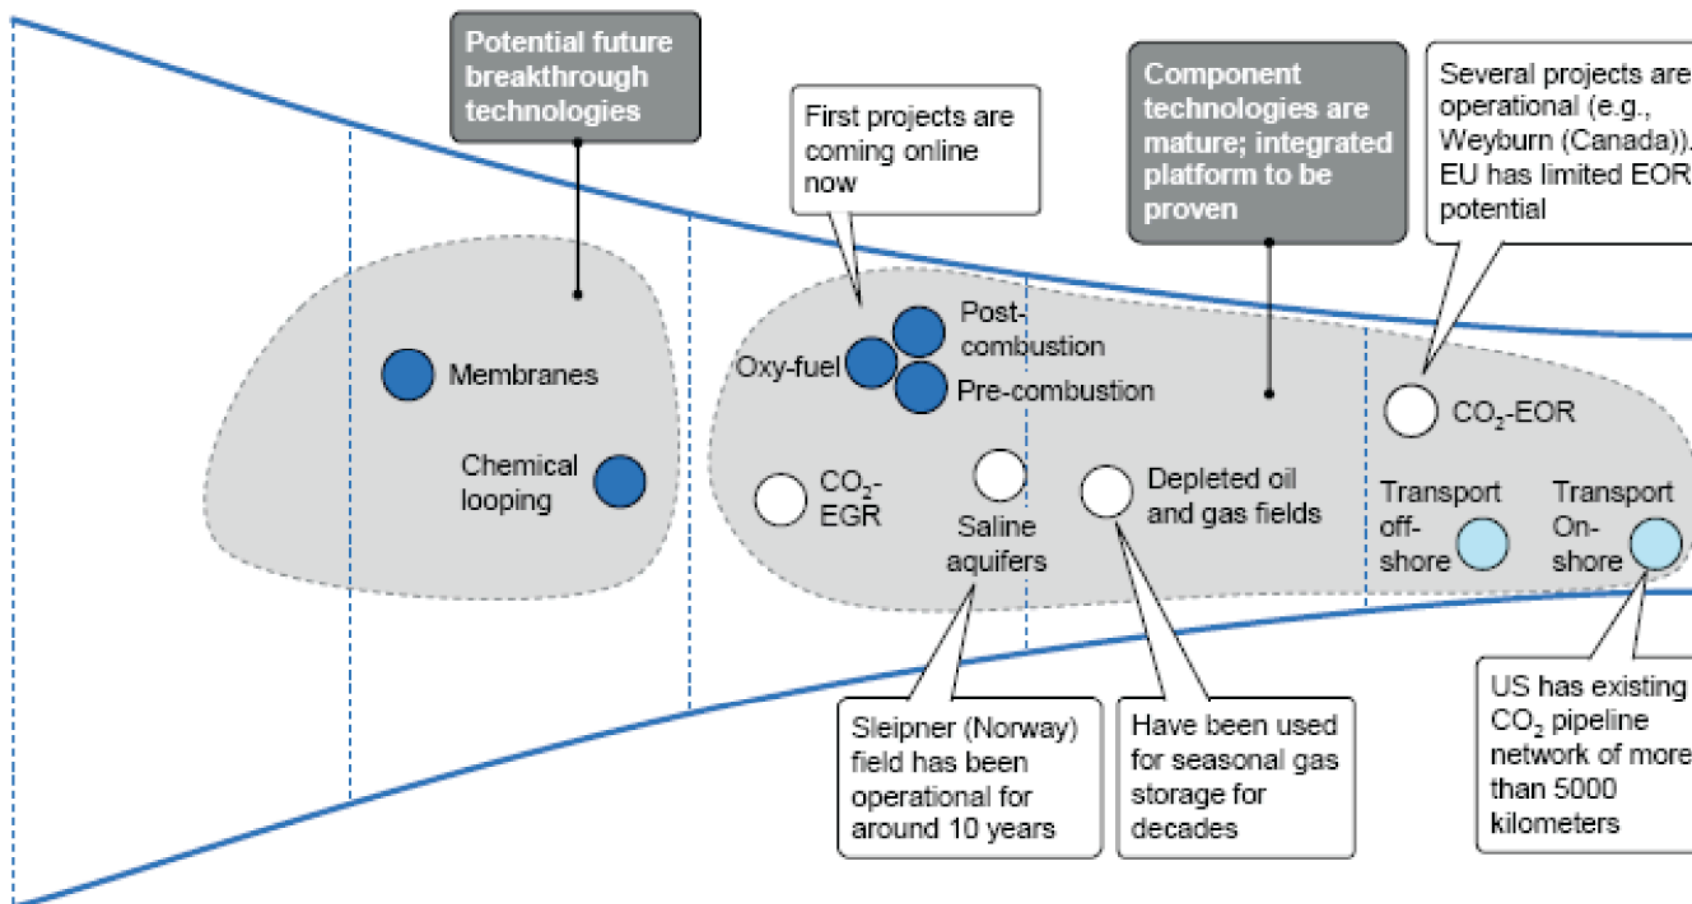 Potential future
breakthrough
technologies
First projects are
coming online
now
Component
technologies are
mature; integrated
platform to be
proven
Several projects are
operational (e.g.,
Weyburn (Canada)).
EU has limited EOR
potential
Post-
combustion
Oxy-fuel
Pre-combustion
Membranes
CO₂-EOR
Chemical
looping
CO₂-
EGR
Saline
aquifers
Depleted oil
and gas fields
Transport
off-
shore
Transport
On-
shore
Sleipner (Norway)
field has been
operational for
around 10 years
Have been used
for seasonal gas
storage for
decades
US has existing
CO₂ pipeline
network of more
than 5000
kilometers